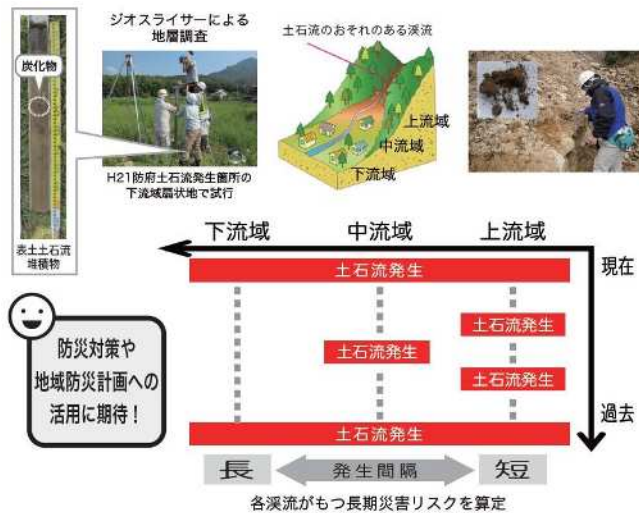 ジオスライサーによる
地層調査
炭化物
H21防府土石流発生箇所の
下流域扇状地で試行
表土土石流
堆積物
土石流のおそれのある渓流
上流域
中流域
下流域
下流域
中流域
上流域
現在
土石流発生
土石流発生
土石流発生
土石流発生
過去
土石流発生
長
発生間隔
短
各渓流がもつ長期災害リスクを算定
防災対策や
地域防災計画への
活用に期待！